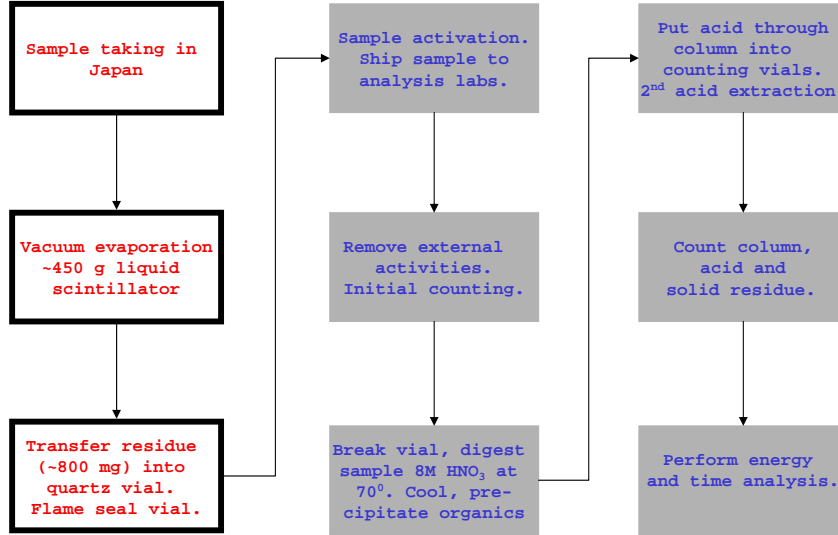 Sample taking in
Japan
Vacuum evaporation
~450 g liquid
scintillator
Transfer residue
(~800 mg) into
quartz vial.
Flame seal vial.
Sample activation.
Ship sample to
analysis labs.
Remove external
activities.
Initial counting.
Break vial, digest
sample 8M HNO₃ at
70⁰. Cool, pre-
cipitate organics
Put acid through
column into
counting vials.
2ⁿᵈ acid extraction
Count column,
acid and
solid residue.
Perform energy
and time analysis.